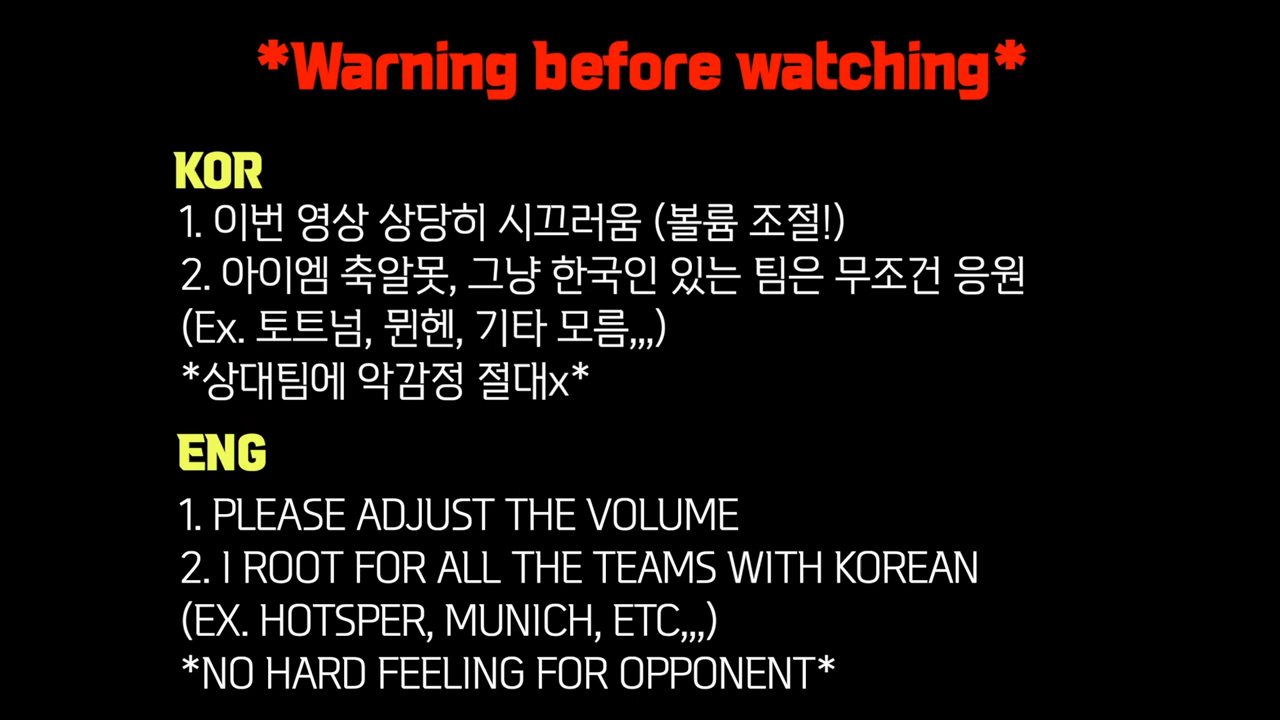 *Warning before watching*
KOR
1. 이번 영상 상당히 시끄러움 (볼륨 조절!)
2. 아이엠 축알못, 그냥 한국인 있는 팀은 무조건 응원
(Ex. 토트넘, 뮌헨, 기타 모름,,,)
*상대팀에 악감정 절대x*
ENG
1. PLEASE ADJUST THE VOLUME
2. I ROOT FOR ALL THE TEAMS WITH KOREAN
(EX. HOTSPER, MUNICH, ETC,,,)
*NO HARD FEELING FOR OPPONENT*